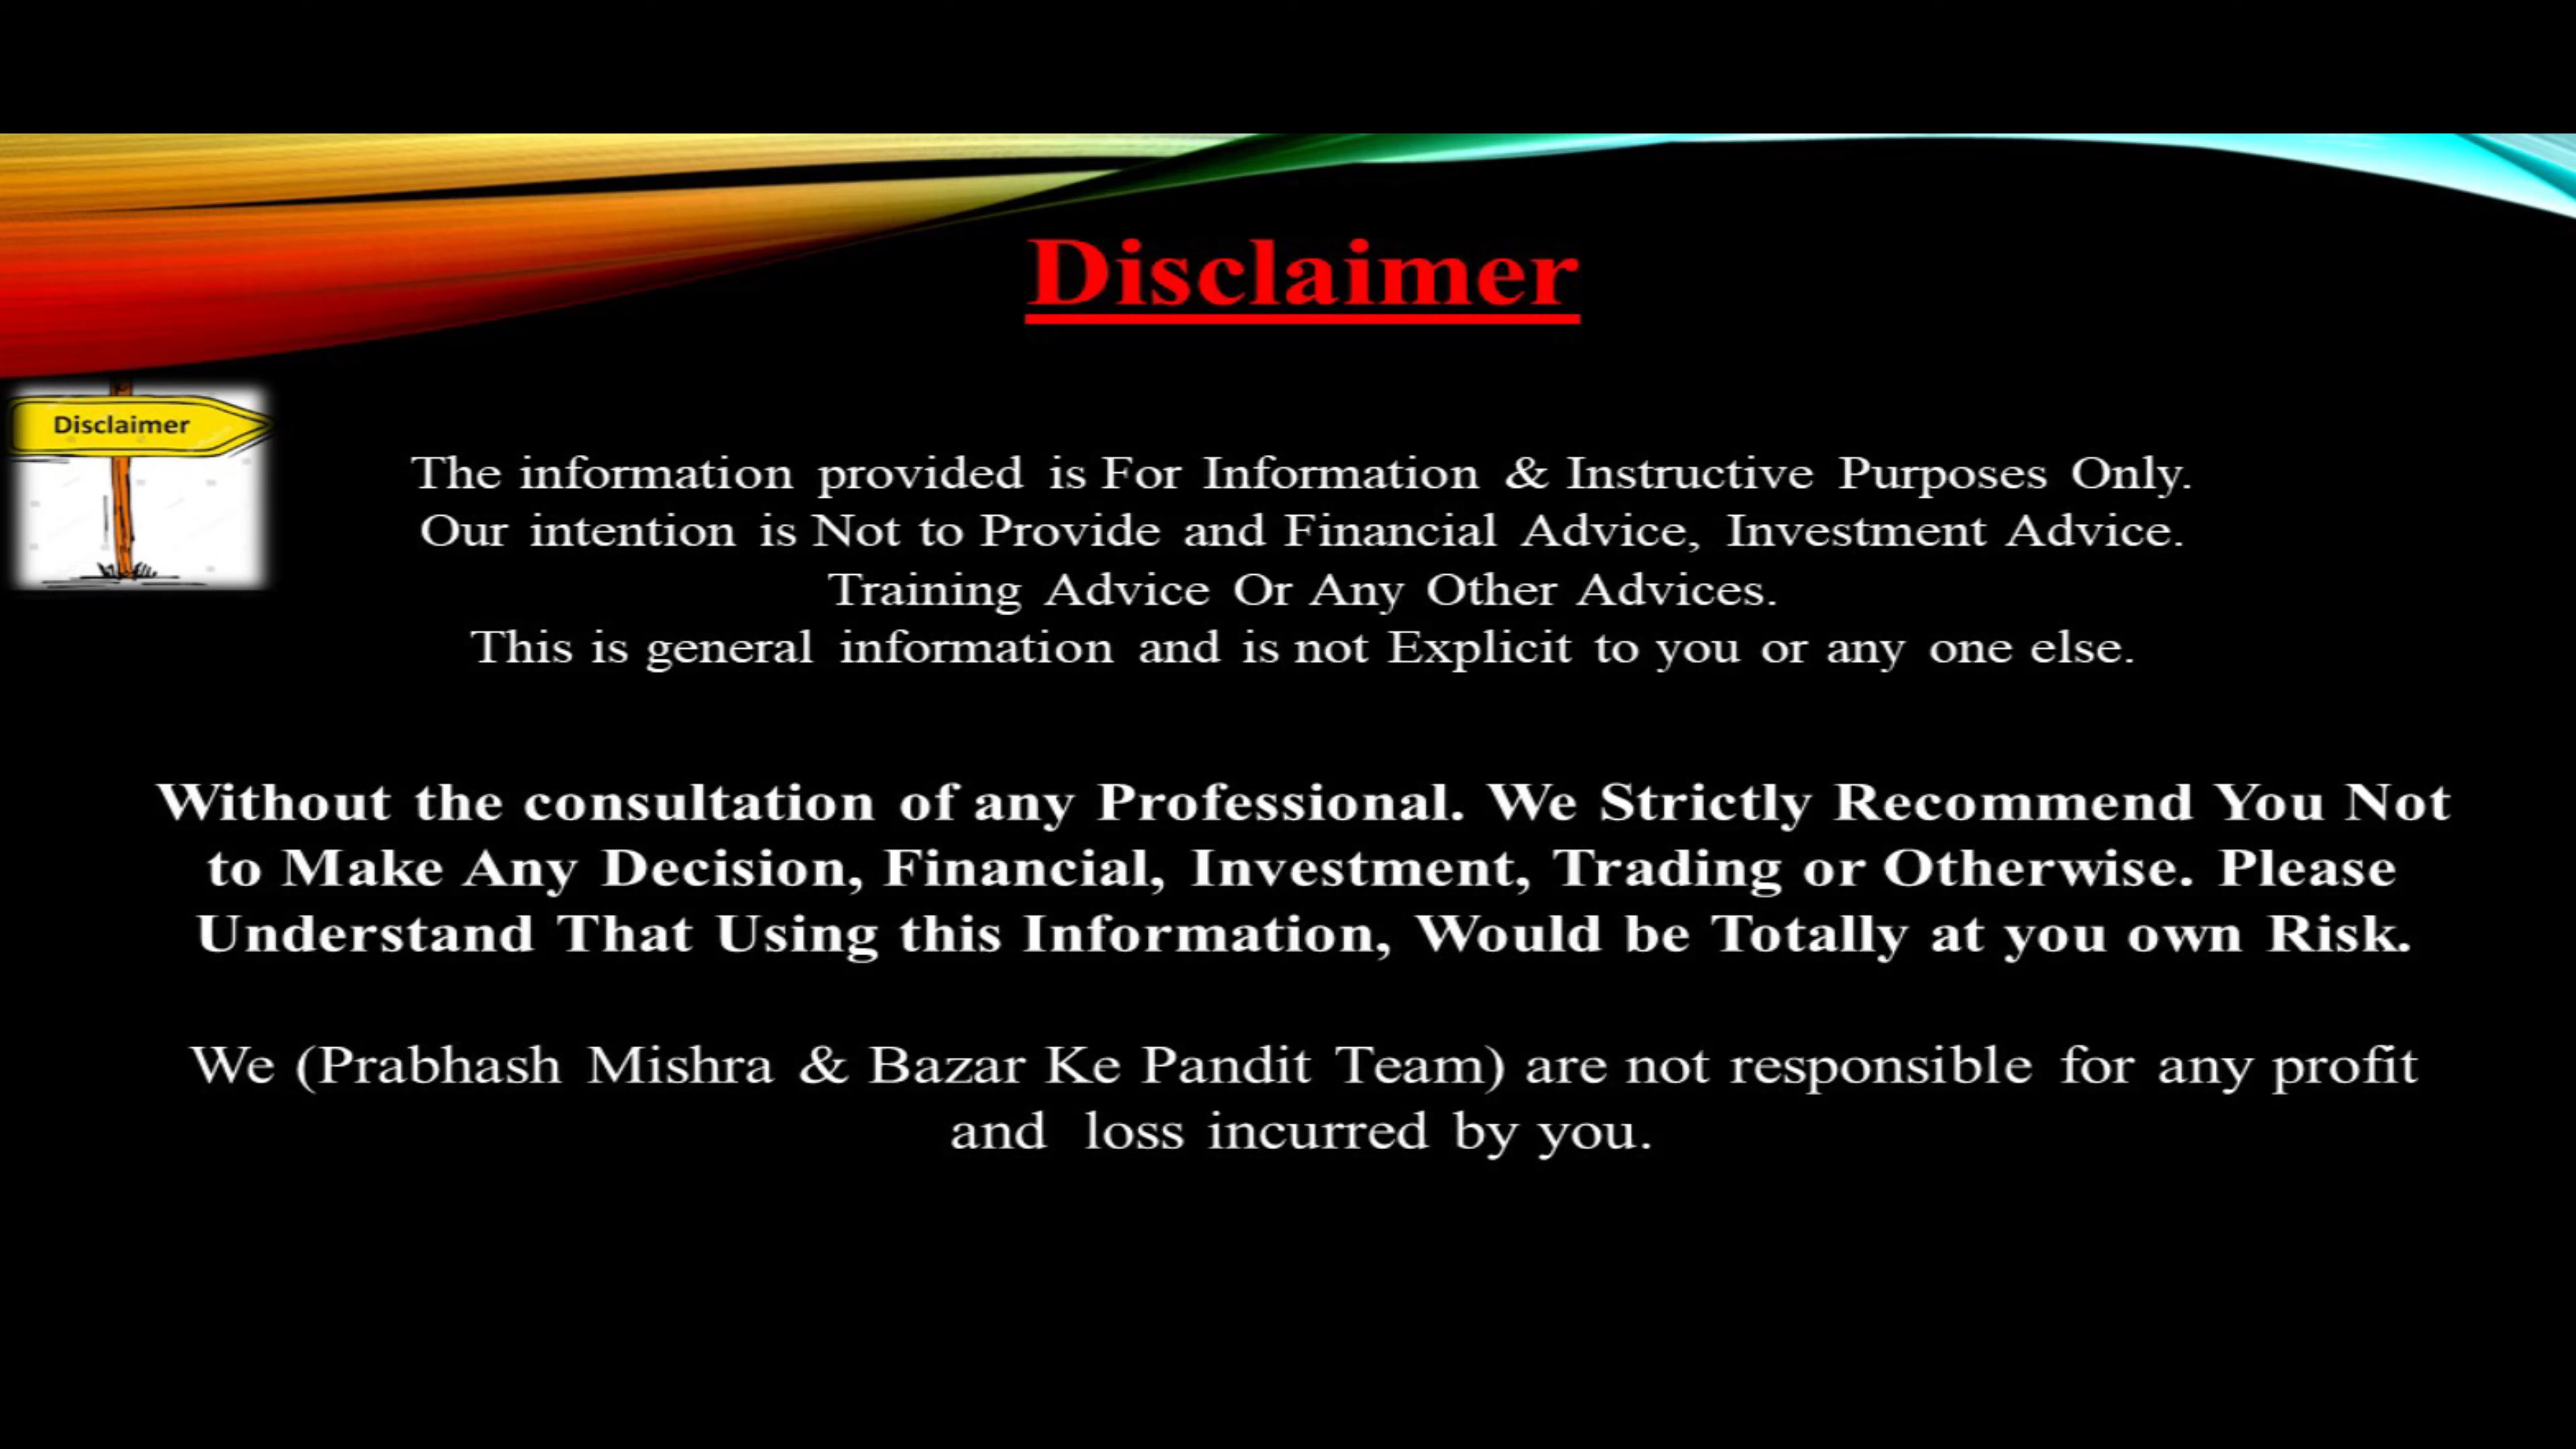 Disclaimer
Disclaimer
The information provided is For Information & Instructive Purposes Only.
Our intention is Not to Provide and Financial Advice, Investment Advice.
Training Advice Or Any Other Advices.
This is general information and is not Explicit to you or any one else.
Without the consultation of any Professional. We Strictly Recommend You Not
to Make Any Decision, Financial, Investment, Trading or Otherwise. Please
Understand That Using this Information, Would be Totally at you own Risk.
We (Prabhash Mishra & Bazar Ke Pandit Team) are not responsible for any profit
and loss incurred by you.